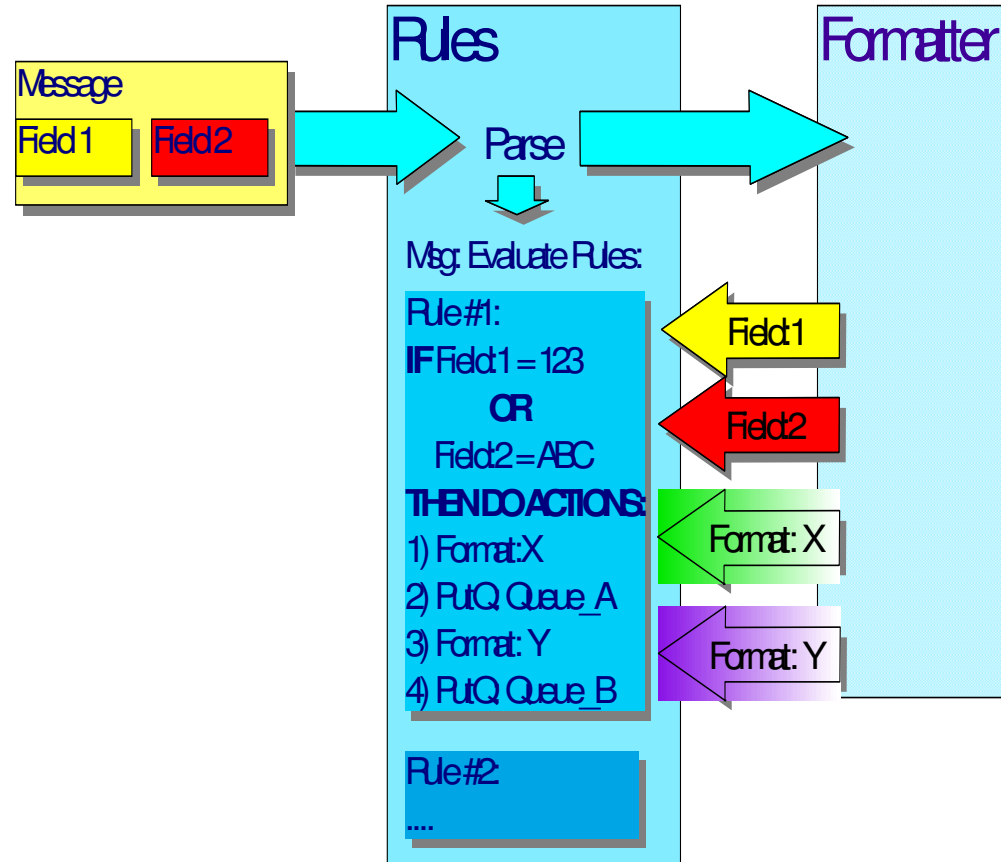 Rules
Formatter
Message
Field:1
Field:2
Parse
Msg: Evaluate Rules:
Rule #1:
IF Field:1 = 123
OR
Field:2 = ABC
THEN DO ACTIONS:
1) Format:X
2) PutQ: Queue_A
3) Format: Y
4) PutQ: Queue_B
Field:1
Field:2
Format: X
Format: Y
Rule #2:
....